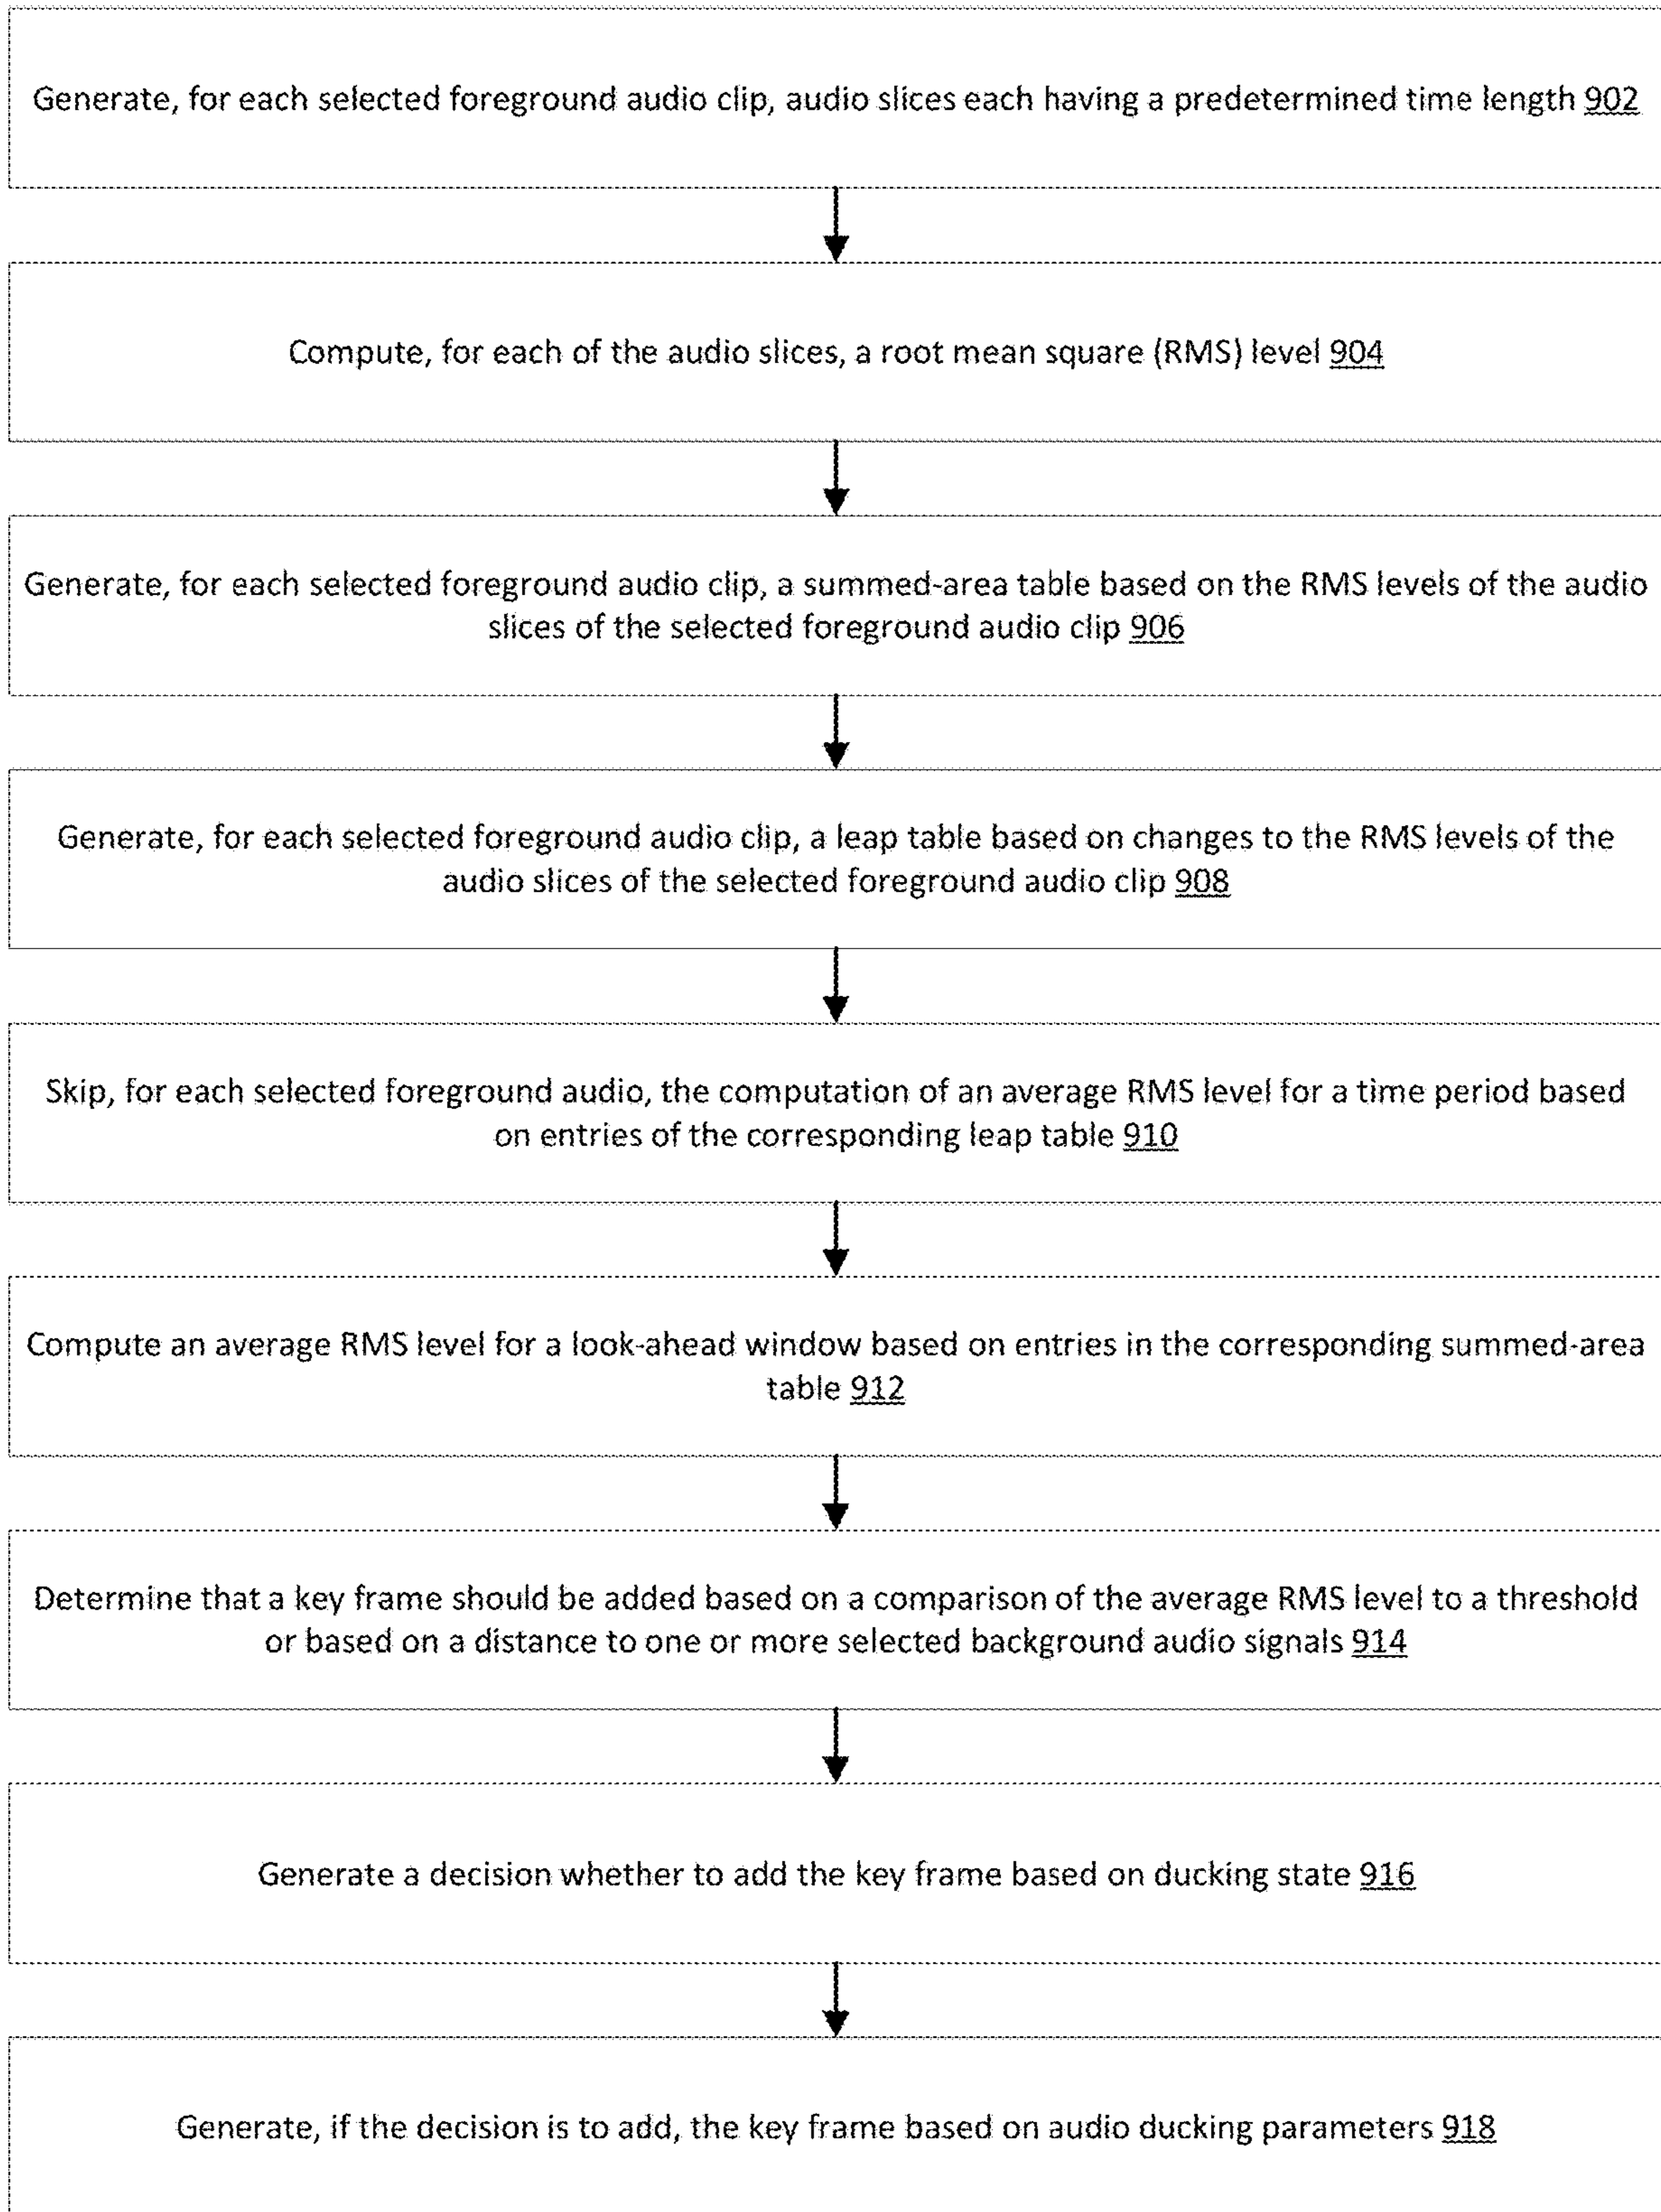 Generate, for each selected foreground audio clip, audio slices each having a predetermined time length 902
Compute, for each of the audio slices, a root mean square (RMS) level 904
Generate, for each selected foreground audio clip, a summed-area table based on the RMS levels of the audio
slices of the selected foreground audio clip 906
Generate, for each selected foreground audio clip, a leap table based on changes to the RMS levels of the
audio slices of the selected foreground audio clip 908
Skip, for each selected foreground audio, the computation of an average RMS level for a time period based
on entries of the corresponding leap table 910
Compute an average RMS level for a look-ahead window based on entries in the corresponding summed-area
table 912
Determine that a key frame should be added based on a comparison of the average RMS level to a threshold
or based on a distance to one or more selected background audio signals 914
Generate a decision whether to add the key frame based on ducking state 916
Generate, if the decision is to add, the key frame based on audio ducking parameters 918